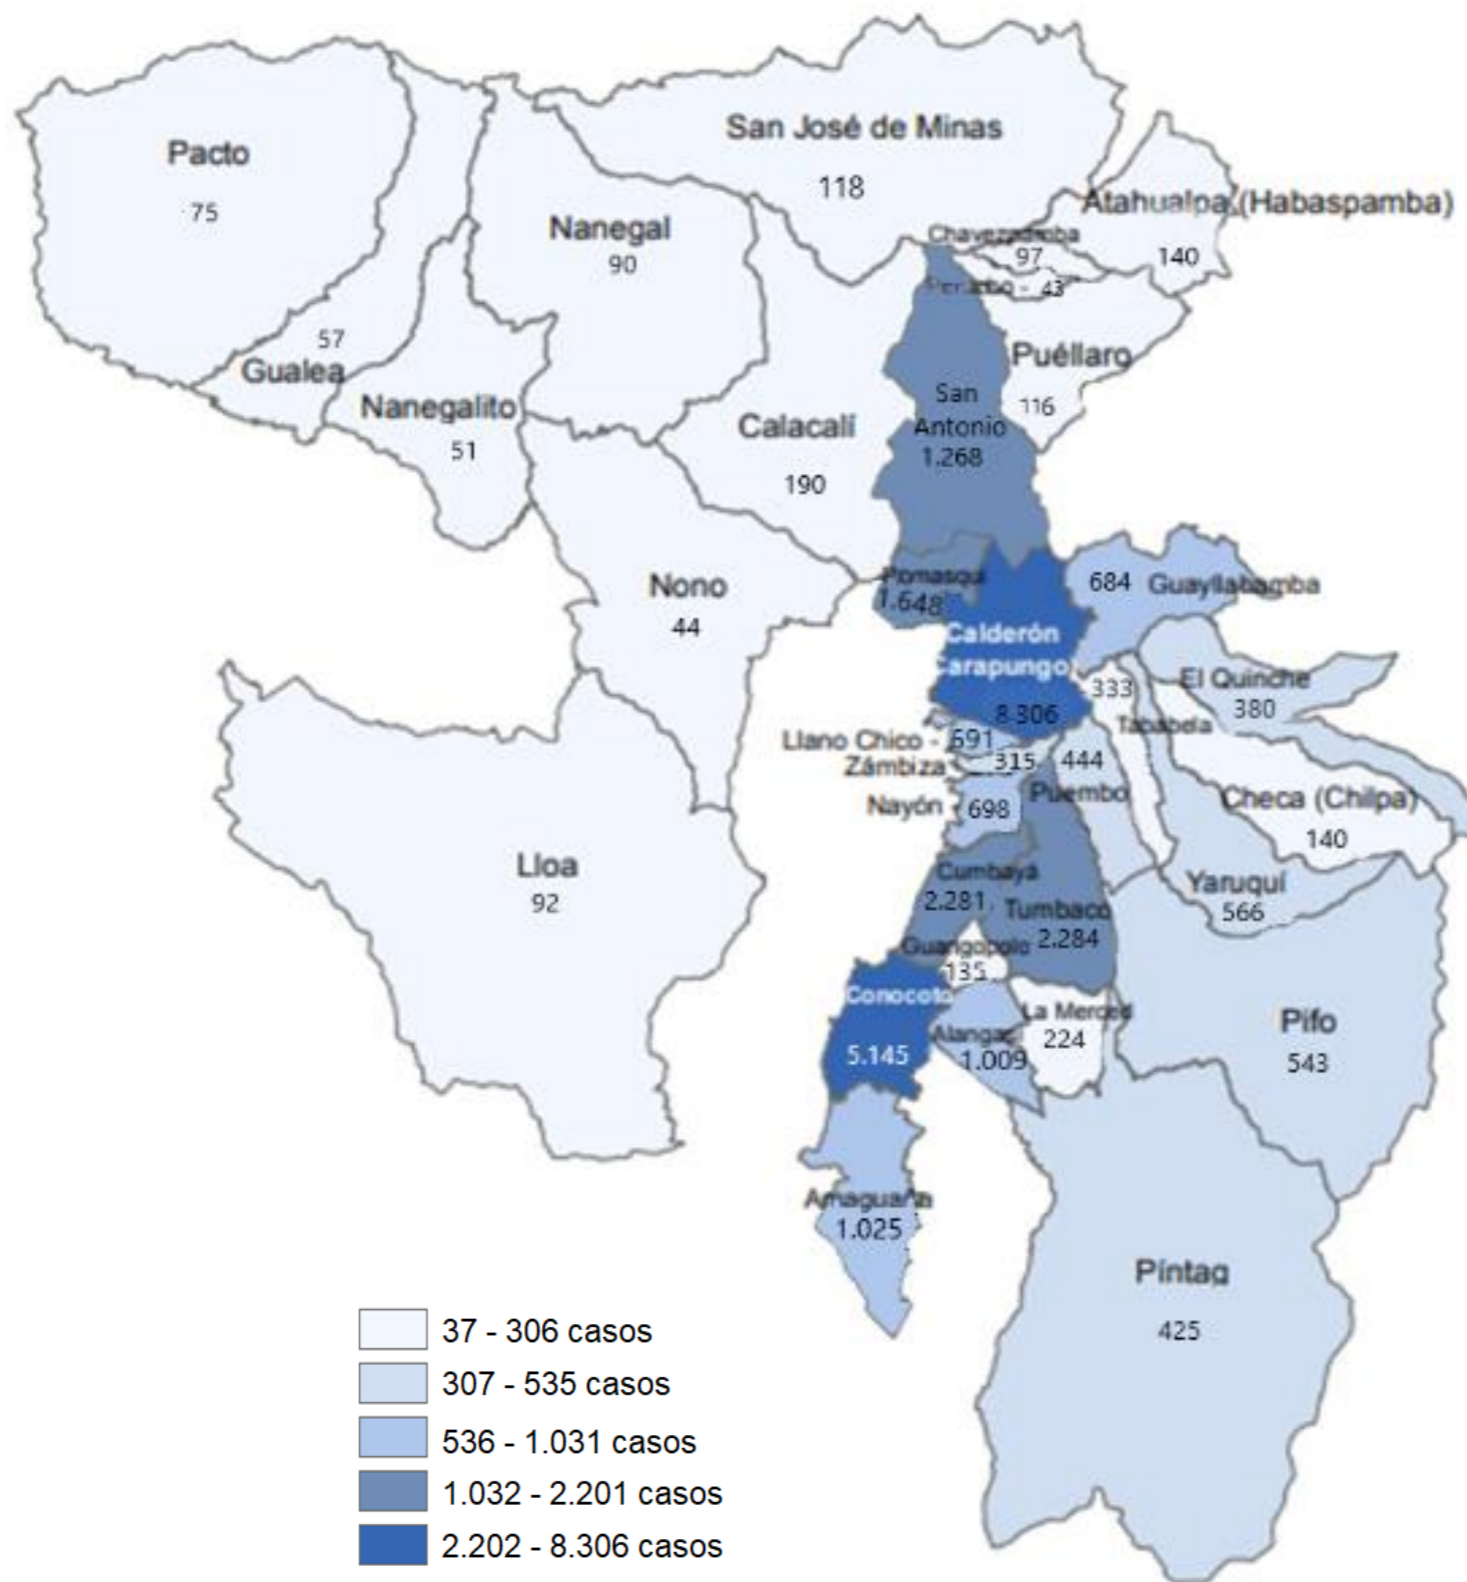 San José de Minas
118
Pacto
75
Atahualpa (Habaspamba)
140
Nanegal
90
97
43
57
Gualea
Puéllaro
116
Nanegalito
51
Calacalí
190
San
Antonio
1.268
Pomasqui
1.648
684
Guayllabamba
Nono
44
Calderón
Carapungo)
8.306
333
El Quinche
380
Tababela
Llano Chico -
691
Zámbiza
315
444
Puembo
Nayón -
698
Checa (Chilpa)
140
Lloa
92
Cumbayá
2.281
Tumbaco
2.284
Yaruquí
566
Guangopolo
135
Conocoto
5.145
Alangas
1.009
La Merced
224
Pifo
543
Amaguaña
1.025
Píntag
425
37 - 306 casos
307 - 535 casos
536 - 1.031 casos
1.032 - 2.201 casos
2.202 - 8.306 casos